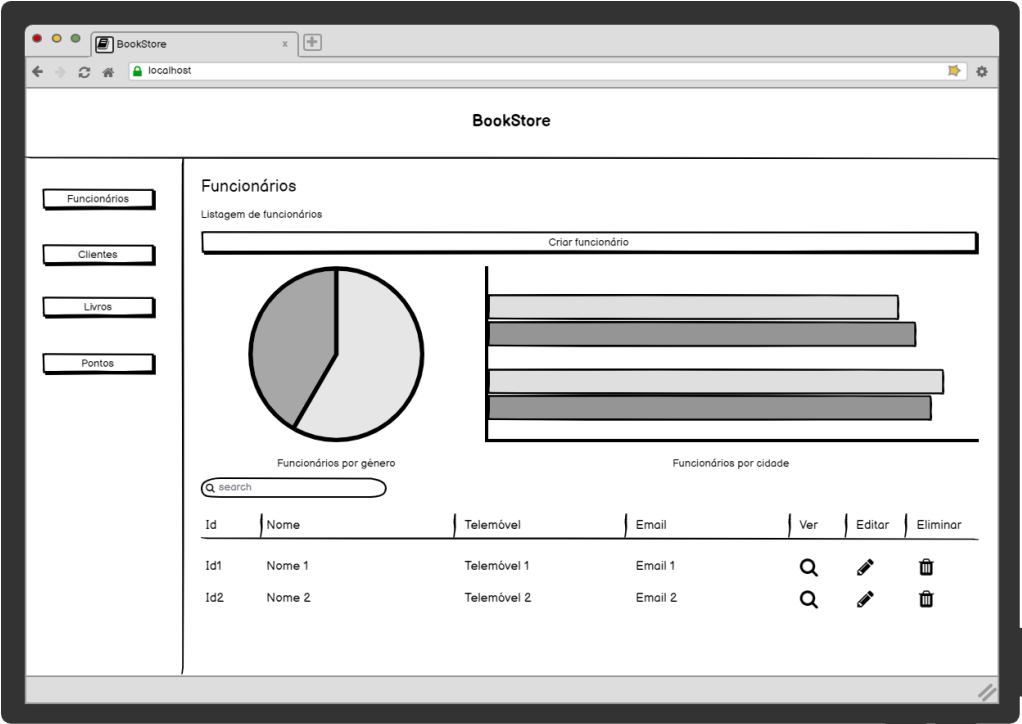 BookStore
localhost
BookStore
Funcionários
Clientes
Livros
Pontos
Funcionários
Listagem de funcionários
Criar funcionário
Funcionários por género
Funcionários por cidade
search
Id Nome Telemóvel Email Ver Editar Eliminar
Id1 Nome 1 Telemóvel 1 Email 1
Id2 Nome 2 Telemóvel 2 Email 2